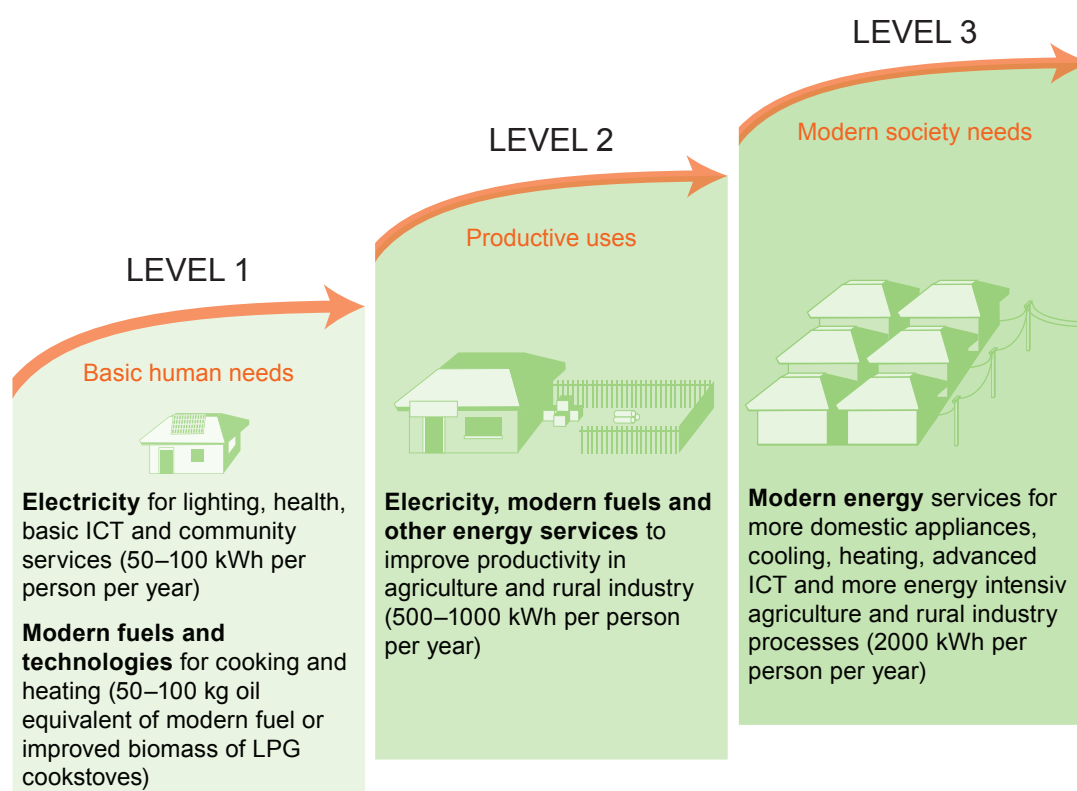 LEVEL 1
Basic human needs
Electricity for lighting, health,
basic ICT and community
services (50–100 kWh per
person per year)
Modern fuels and
technologies for cooking and
heating (50–100 kg oil
equivalent of modern fuel or
improved biomass of LPG
cookstoves)
LEVEL 2
Productive uses
Elecricity, modern fuels and
other energy services to
improve productivity in
agriculture and rural industry
(500–1000 kWh per person
per year)
LEVEL 3
Modern society needs
Modern energy services for
more domestic appliances,
cooling, heating, advanced
ICT and more energy intensiv
agriculture and rural industry
processes (2000 kWh per
person per year)